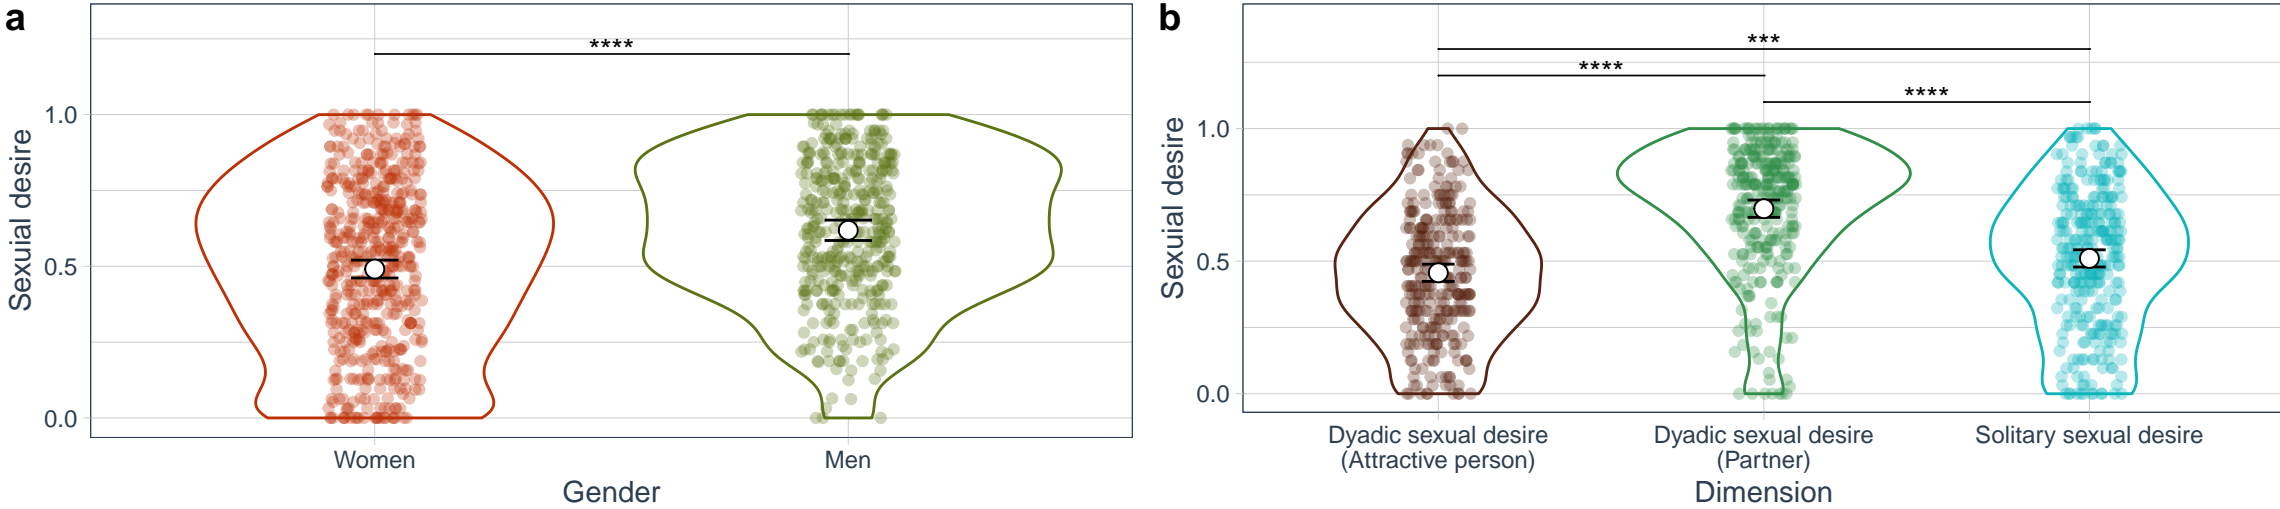 a
****
1.0
0.5
0.0
Sexuial desire
Women
Men
Gender
b
***
****
****
1.0
0.5
0.0
Sexuial desire
Dyadic sexual desire
(Attractive person)
Dyadic sexual desire
(Partner)
Solitary sexual desire
Dimension